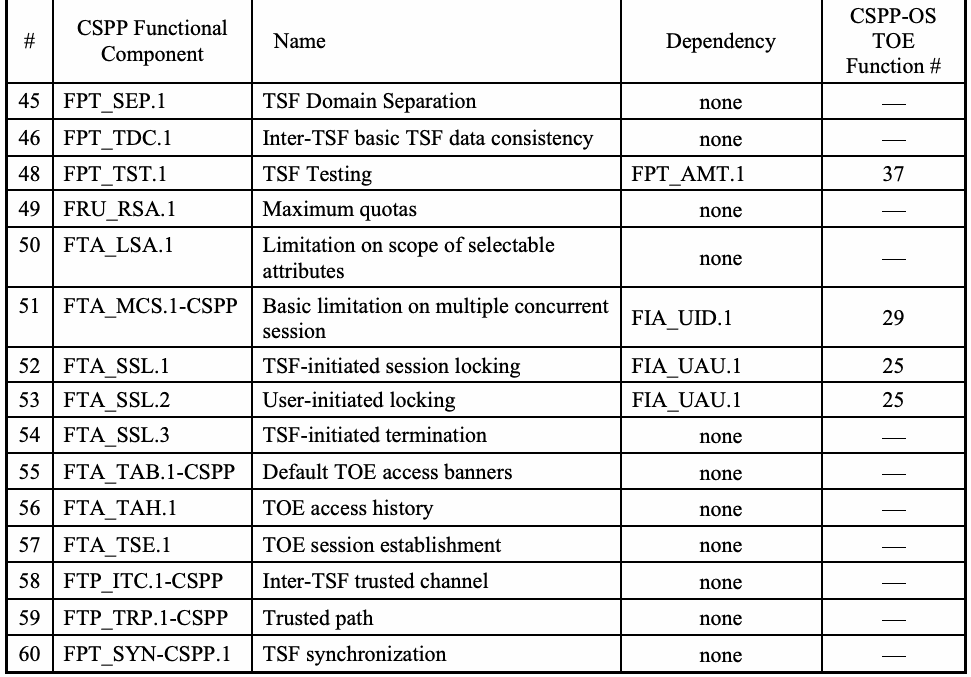 # CSPP Functional Component Name Dependency CSPP-OS TOE Function #
45 FPT_SEP.1 TSF Domain Separation none —
46 FPT_TDC.1 Inter-TSF basic TSF data consistency none —
48 FPT_TST.1 TSF Testing FPT_AMT.1 37
49 FRU_RSA.1 Maximum quotas none —
50 FTA_LSA.1 Limitation on scope of selectable
attributes none —
51 FTA_MCS.1-CSPP Basic limitation on multiple concurrent
session FIA_UID.1 29
52 FTA_SSL.1 TSF-initiated session locking FIA_UAU.1 25
53 FTA_SSL.2 User-initiated locking FIA_UAU.1 25
54 FTA_SSL.3 TSF-initiated termination none —
55 FTA_TAB.1-CSPP Default TOE access banners none —
56 FTA_TAH.1 TOE access history none —
57 FTA_TSE.1 TOE session establishment none —
58 FTP_ITC.1-CSPP Inter-TSF trusted channel none —
59 FTP_TRP.1-CSPP Trusted path none —
60 FPT_SYN-CSPP.1 TSF synchronization none —